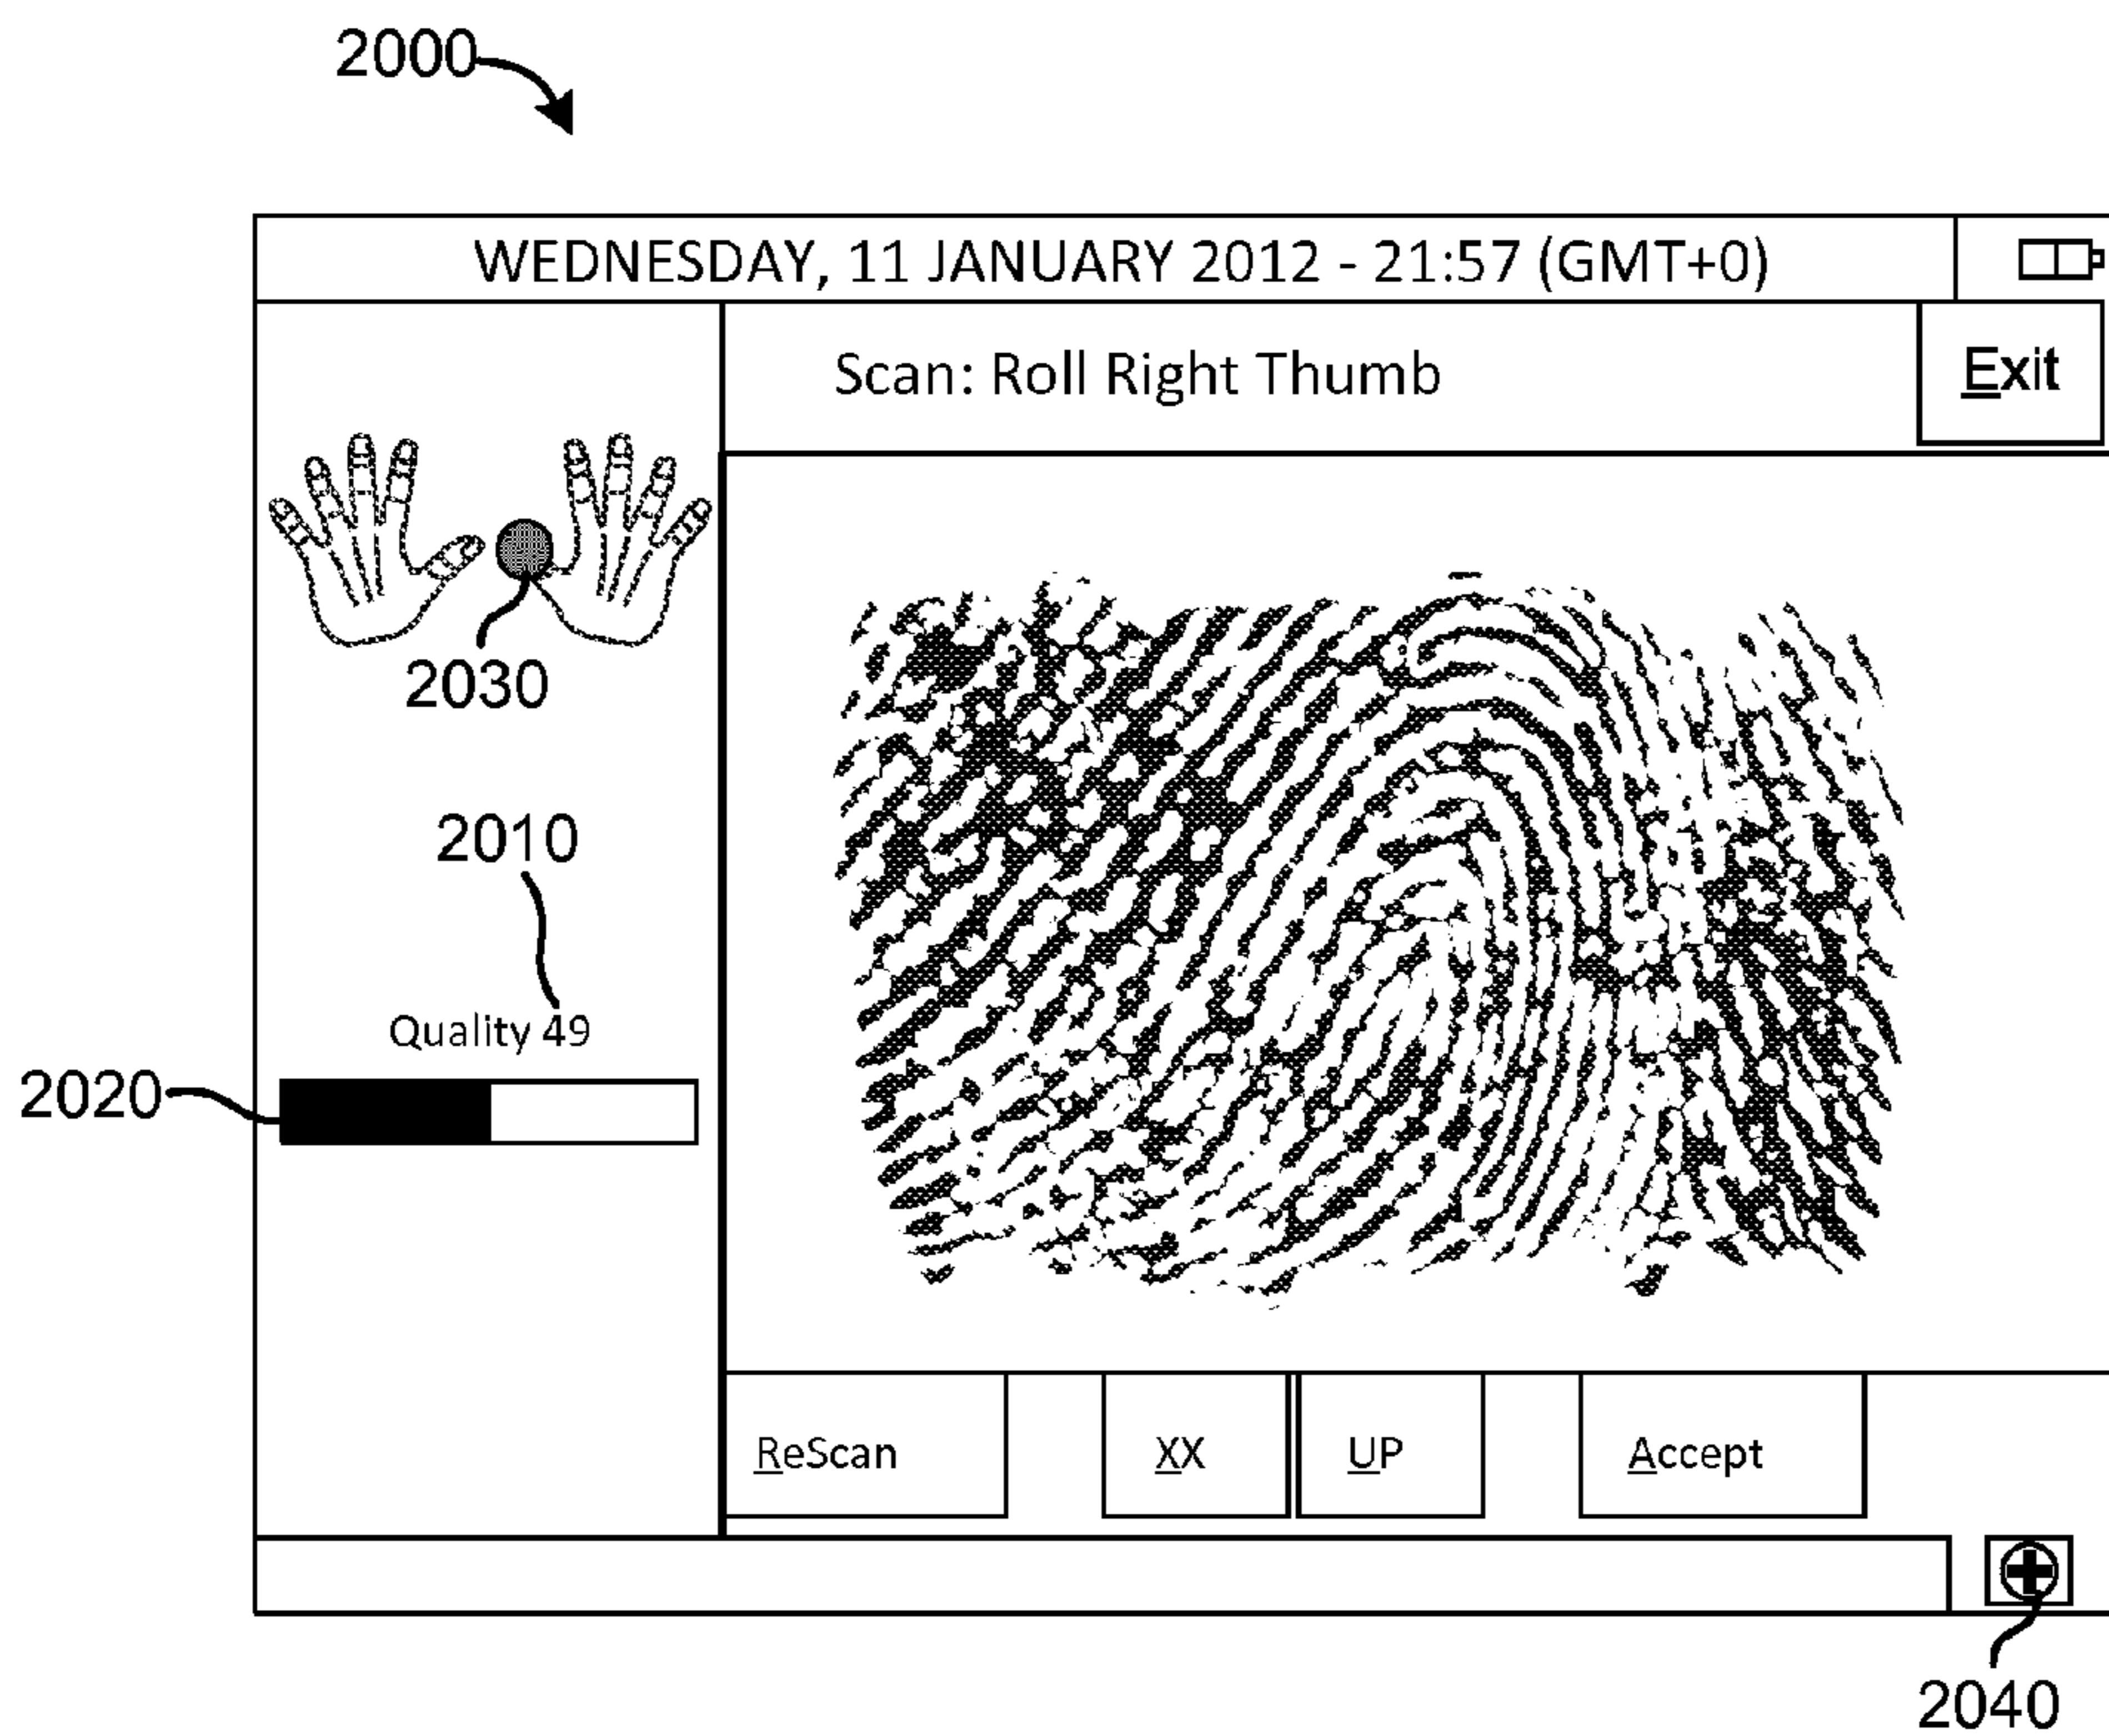 2000
WEDNESDAY, 11 JANUARY 2012 - 21:57 (GMT+0)
Scan: Roll Right Thumb
Exit
2030
2010
Quality 49
2020
ReScan
XX
UP
Accept
2040